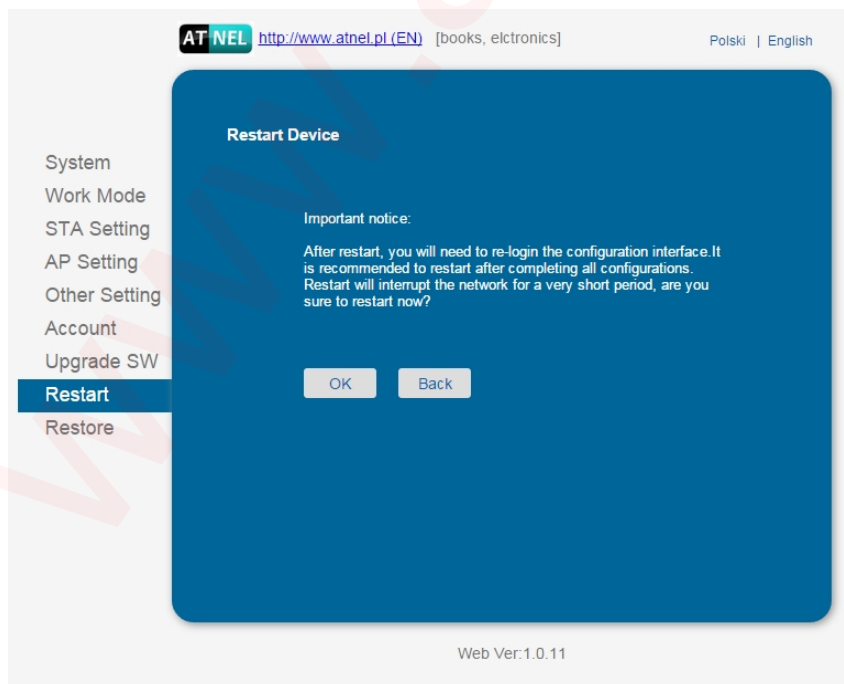 AT NEL http://www.atnel.pl (EN) [books, elctronics] Polski | English
Restart Device
System
Work Mode
STA Setting
AP Setting
Other Setting
Account
Upgrade SW
Restart
Restore
Important notice:
After restart, you will need to re-login the configuration interface.It
is recommended to restart after completing all configurations.
Restart will interrupt the network for a very short period, are you
sure to restart now?
OK Back
Web Ver:1.0.11